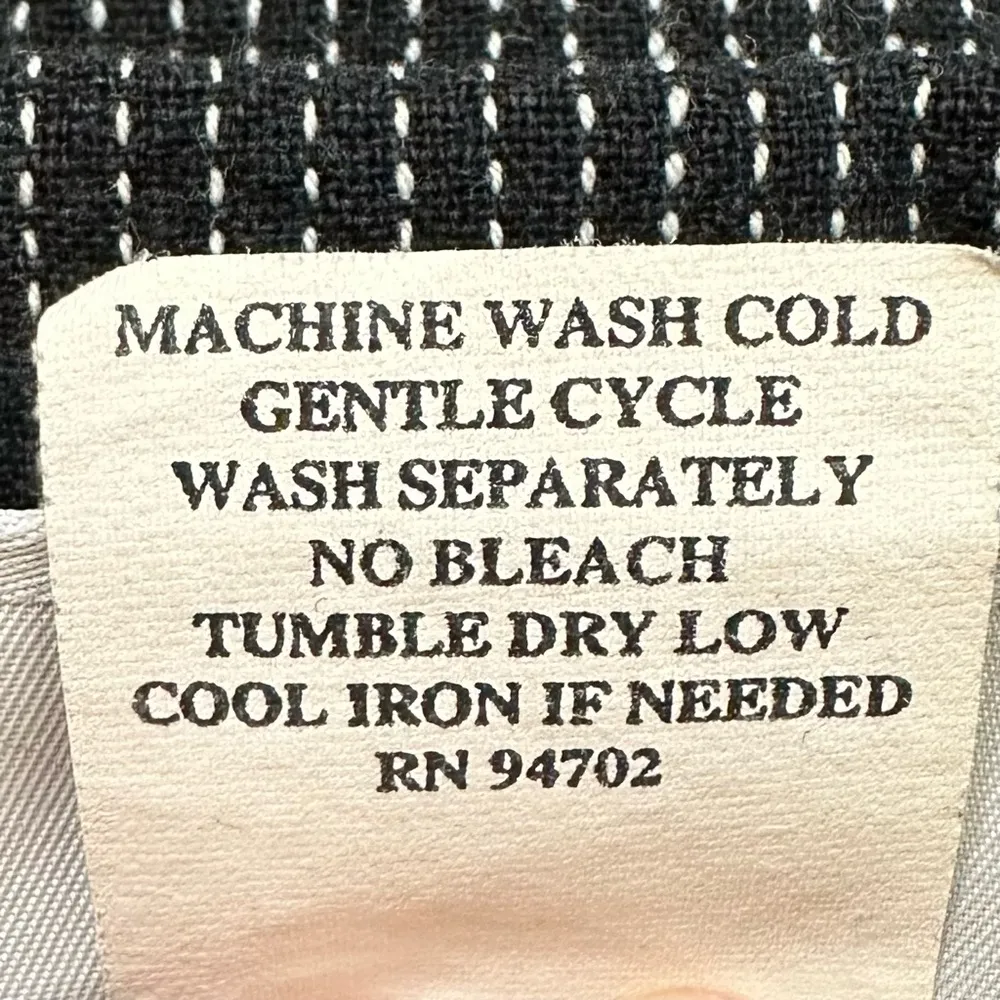 MACHINE WASH COLD
GENTLE CYCLE
WASH SEPARATELY
NO BLEACH
TUMBLE DRY LOW
COOL IRON IF NEEDED
RN 94702